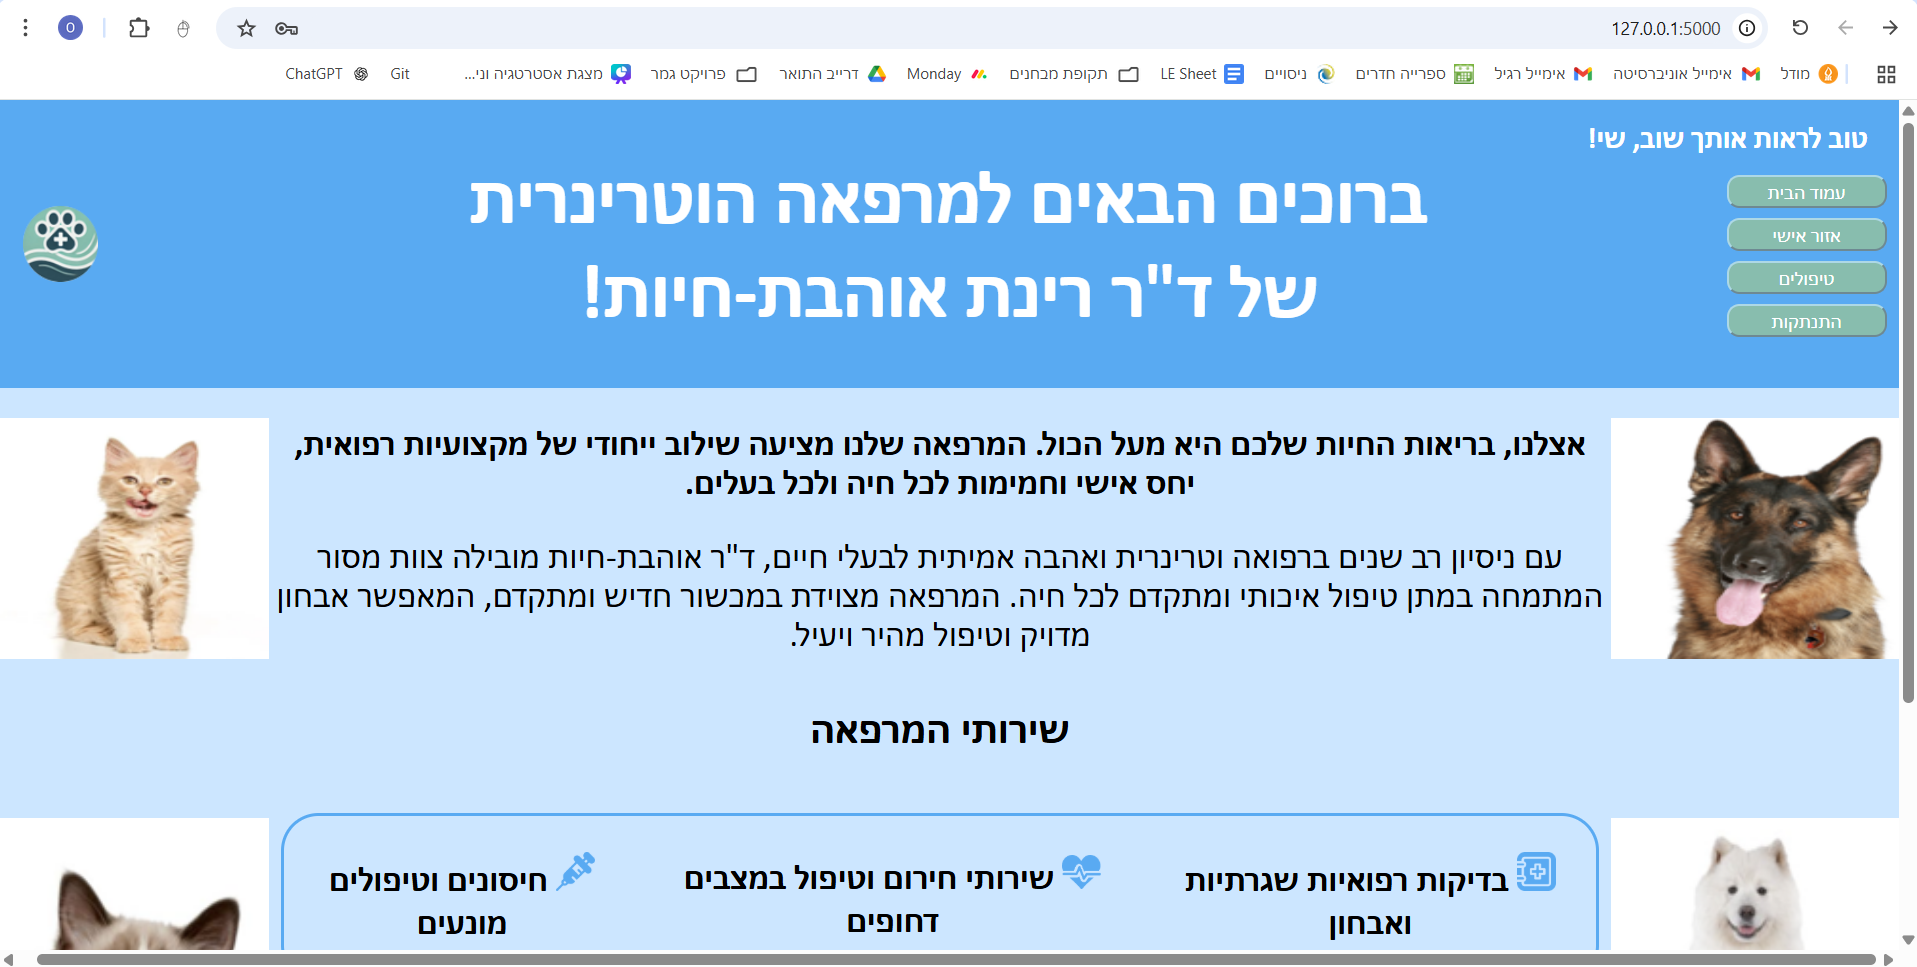 127.0.0.1:5000
O
מודל
אימייל אוניברסיטה
אימייל רגיל
ספרייה חדרים
ניסויים
LE Sheet
תקופת מבחנים
Monday
דרייב התואר
פרויקט גמר
מצגת אסטרטגיה וני...
Git
ChatGPT
טוב לראות אותך שוב, שי!
עמוד הבית
אזור אישי
טיפולים
התנתקות
ברוכים הבאים למרפאה הוטרינרית
של ד"ר רינת אוהבת-חיות!
אצלנו, בריאות החיות שלכם היא מעל הכול. המרפאה שלנו מציעה שילוב ייחודי של מקצועיות רפואית,
יחס אישי וחמימות לכל חיה ולכל בעלים.
עם ניסיון רב שנים ברפואה וטרינרית ואהבה אמיתית לבעלי חיים, ד"ר אוהבת-חיות מובילה צוות מסור
המתמחה במתן טיפול איכותי ומתקדם לכל חיה. המרפאה מצוידת במכשור חדיש ומתקדם, המאפשר אבחון
מדויק וטיפול מהיר ויעיל.
שירותי המרפאה
בדיקות רפואיות שגרתיות
ואבחון
שירותי חירום וטיפול במצבים
דחופים
חיסונים וטיפולים
מונעים